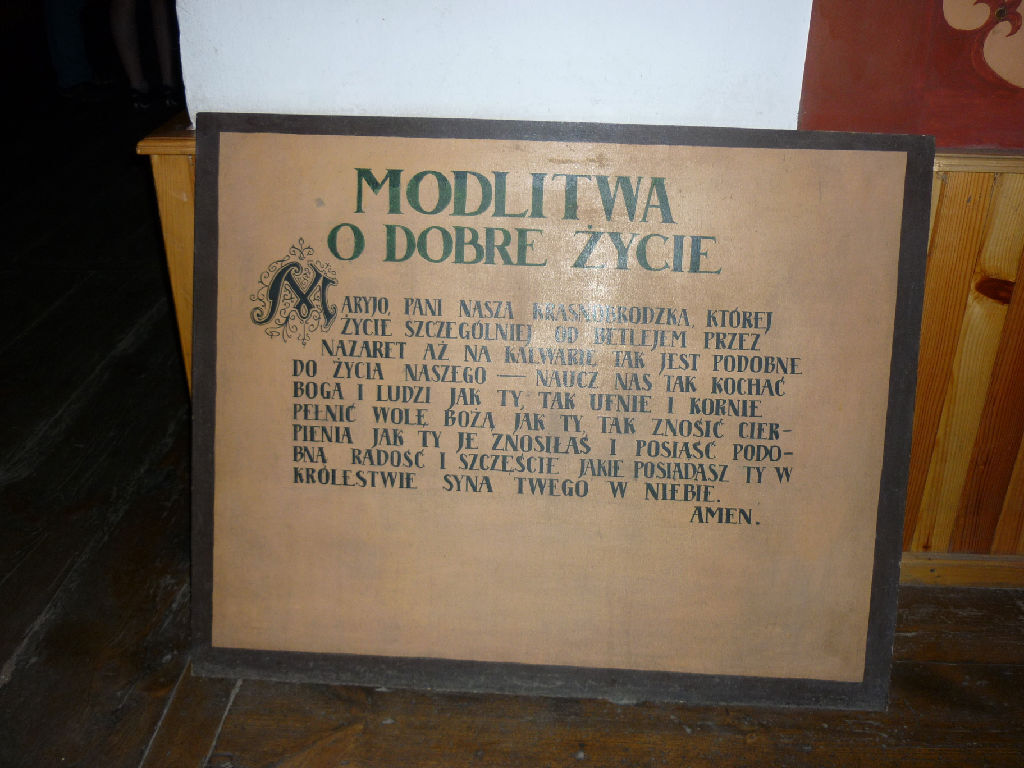 MODLITWA
O DOBRE ŻYCIE
MARYJO, PANI NASZA KRASNOBRODZKA, KTÓREJ
ŻYCIE SZCZEGÓLNIEJ OD BETLEJEM PRZEZ
NAZARET AŻ NA KALWARIĘ TAK JEST PODOBNE
DO ŻYCIA NASZEGO — NAUCZ NAS TAK KOCHAĆ
BOGA I LUDZI JAK TY, TAK UFNIE I KORNIE
PEŁNIĆ WOLĘ BOŻĄ JAK TY, TAK ZNOSIĆ CIER-
PIENIA JAK TY JE ZNOSIŁAŚ I POSIĄŚĆ PODO-
BNĄ RADOŚĆ I SZCZĘŚCIE JAKIE POSIADASZ TY W
KRÓLESTWIE SYNA TWEGO W NIEBIE.
AMEN.